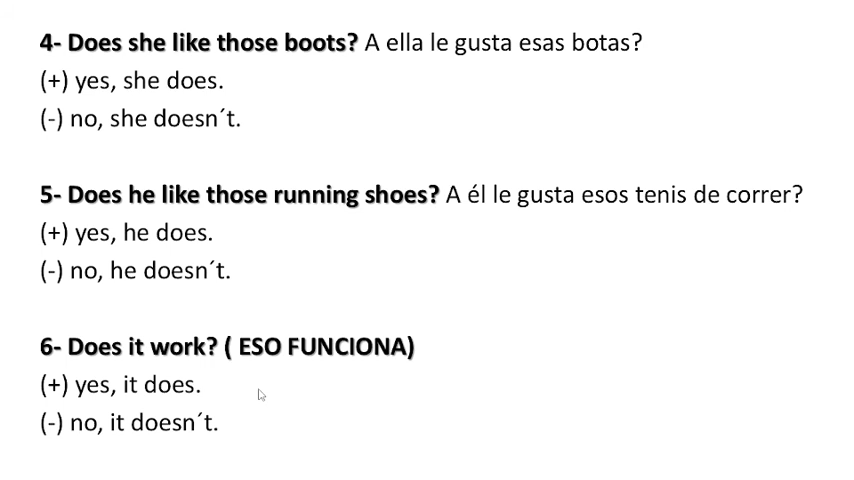 4- Does she like those boots? A ella le gusta esas botas?
(+) yes, she does.
(-) no, she doesn´t.
5- Does he like those running shoes? A él le gusta esos tenis de correr?
(+) yes, he does.
(-) no, he doesn´t.
6- Does it work? ( ESO FUNCIONA)
(+) yes, it does.
(-) no, it doesn´t.